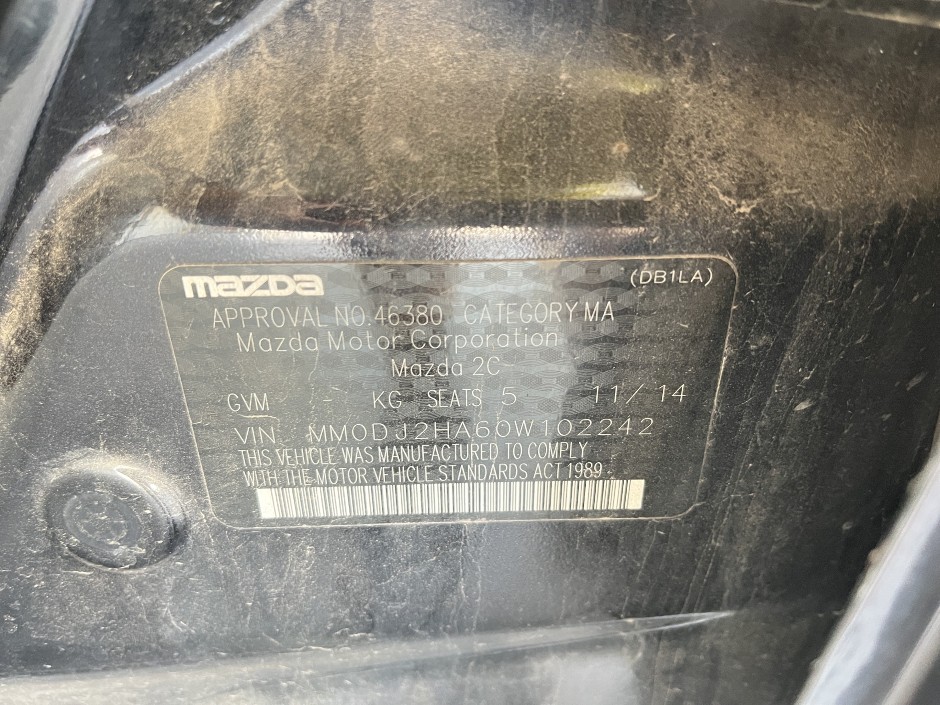 mazda (DB1LA)
APPROVAL NO. 46380 CATEGORY MA
Mazda Motor Corporation
Mazda 2C
GVM - KG SEATS 5 11/14
VIN MM0DJ2HA60W102242
THIS VEHICLE WAS MANUFACTURED TO COMPLY
WITH THE MOTOR VEHICLE STANDARDS ACT 1989.